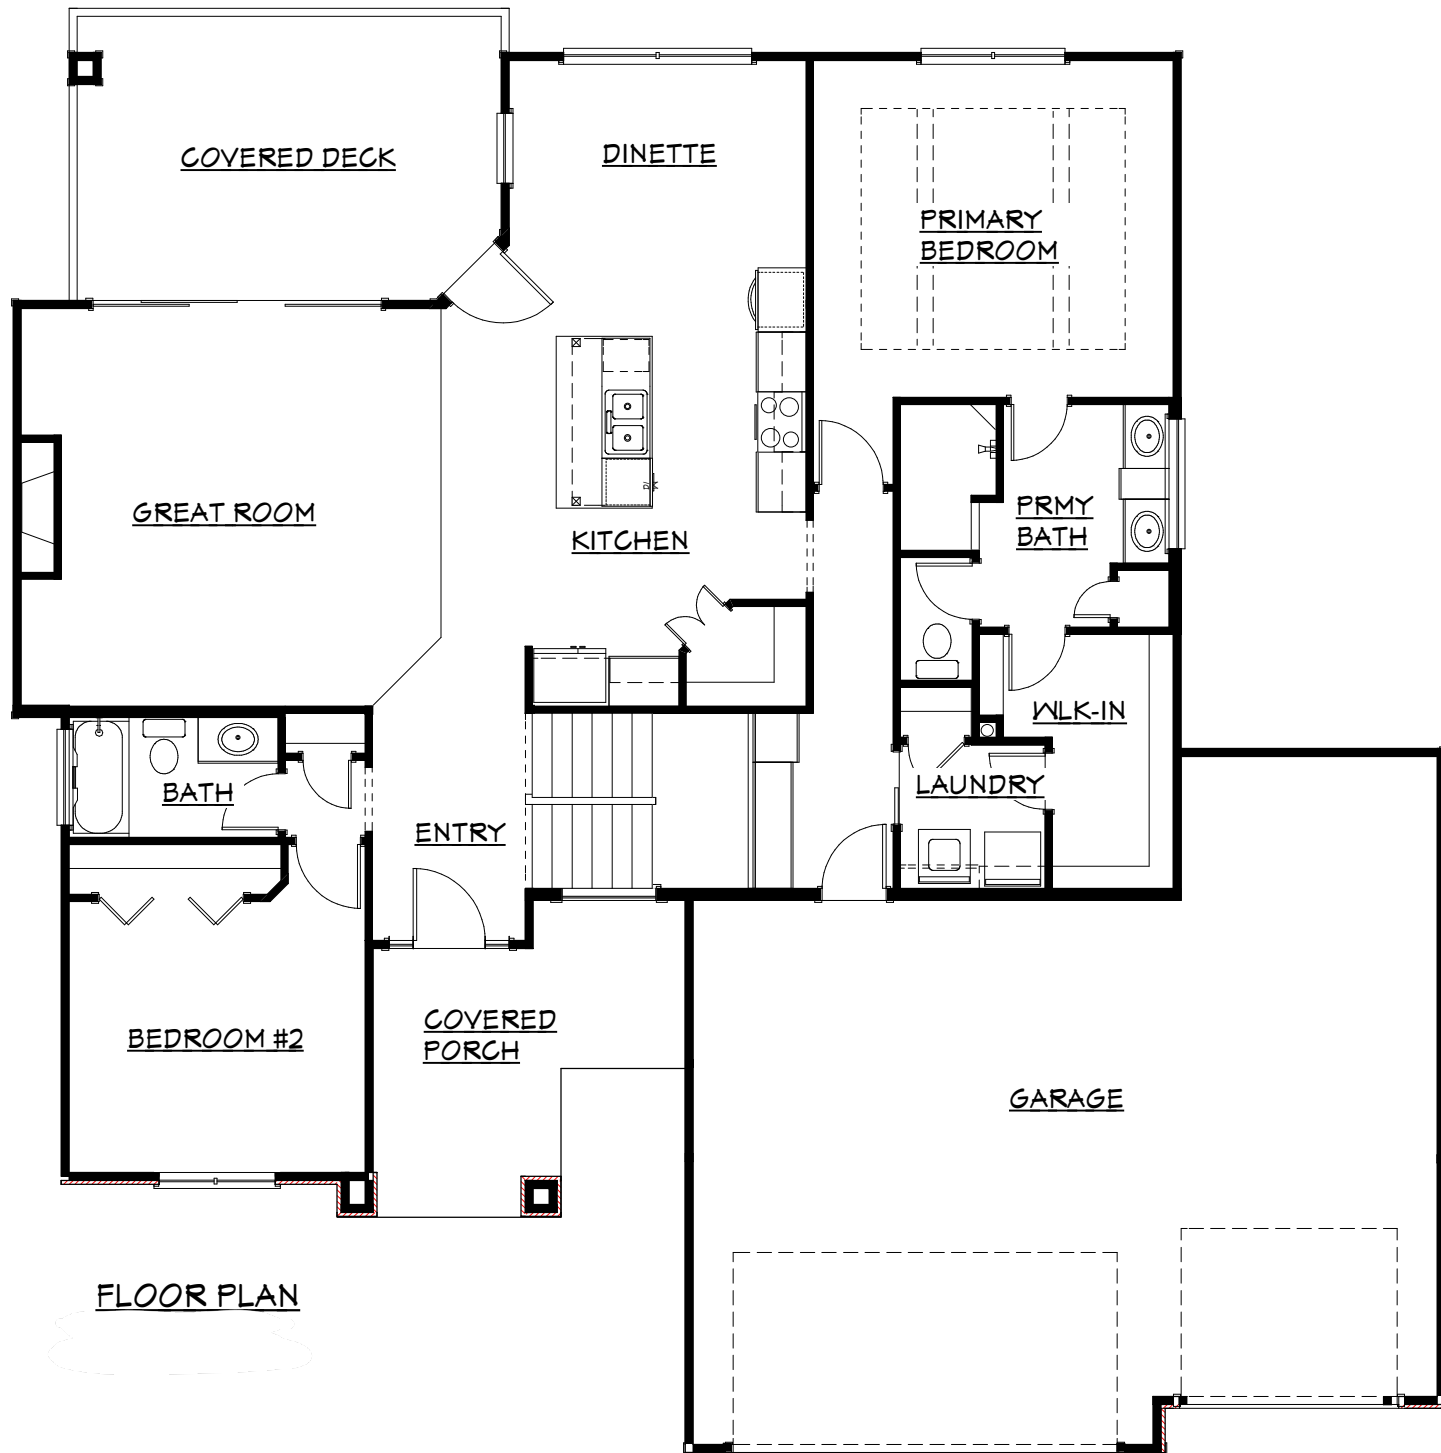 COVERED DECK
DINETTE
PRIMARY
BEDROOM
GREAT ROOM
KITCHEN
PRMY
BATH
WLK-IN
BATH
LAUNDRY
ENTRY
BEDROOM #2
COVERED
PORCH
GARAGE
FLOOR PLAN